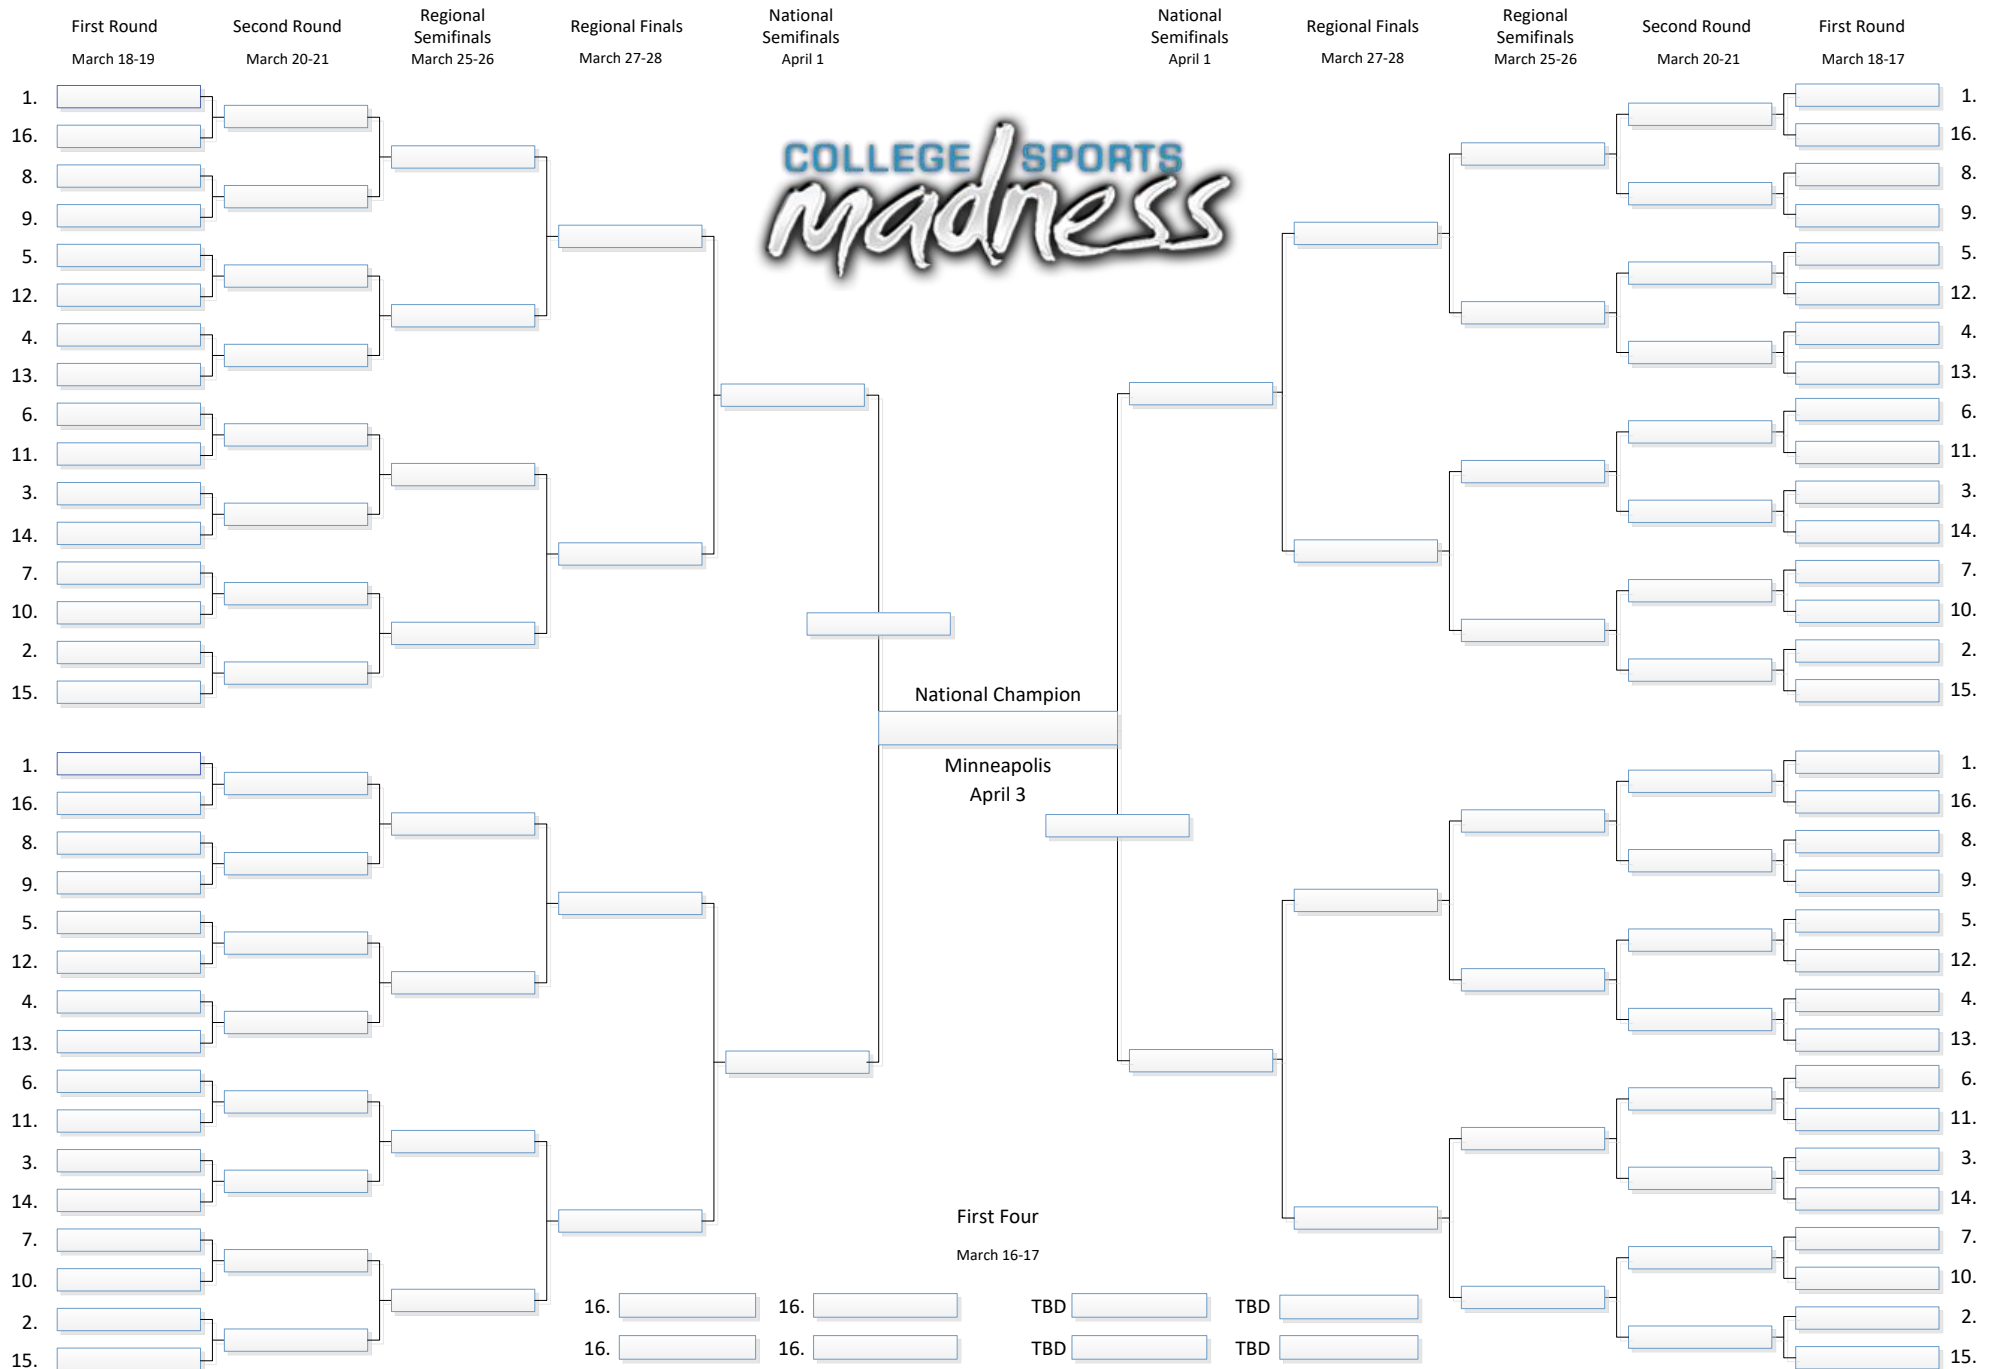 First Round
March 18-19
Second Round
March 20-21
Regional
Semifinals
March 25-26
Regional Finals
March 27-28
National
Semifinals
April 1
National
Semifinals
April 1
Regional Finals
March 27-28
Regional
Semifinals
March 25-26
Second Round
March 20-21
First Round
March 18-17
COLLEGE SPORTS
madness
1.
16.
8.
9.
5.
12.
4.
13.
6.
11.
3.
14.
7.
10.
2.
15.
1.
16.
8.
9.
5.
12.
4.
13.
6.
11.
3.
14.
7.
10.
2.
15.
National Champion
Minneapolis
April 3
First Four
March 16-17
16.
16.
TBD
TBD
16.
16.
TBD
TBD
1.
16.
8.
9.
5.
12.
4.
13.
6.
11.
3.
14.
7.
10.
2.
15.
1.
16.
8.
9.
5.
12.
4.
13.
6.
11.
3.
14.
7.
10.
2.
15.